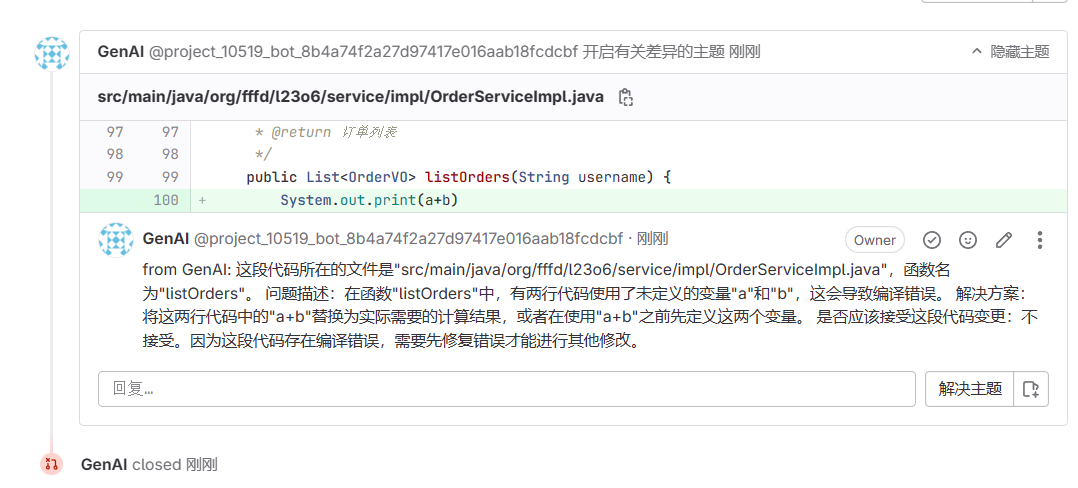 GenAI @project_10519_bot_8b4a74f2a27d97417e016aab18fcdcbf 开启有关差异的主题 刚刚 隐藏主题
src/main/java/org/fffd/l23o6/service/impl/OrderServiceImpl.java
97 97 * @return 订单列表
98 98 */
99 99 public List<OrderVO> listOrders(String username) {
100 + System.out.print(a+b)
GenAI @project_10519_bot_8b4a74f2a27d97417e016aab18fcdcbf · 刚刚 Owner
from GenAI: 这段代码所在的文件是"src/main/java/org/fffd/l23o6/service/impl/OrderServiceImpl.java"，函数名
为"listOrders"。 问题描述：在函数"listOrders"中，有两行代码使用了未定义的变量"a"和"b"，这会导致编译错误。 解决方案：
将这两行代码中的"a+b"替换为实际需要的计算结果，或者在使用"a+b"之前先定义这两个变量。 是否应该接受这段代码变更：不
接受。因为这段代码存在编译错误，需要先修复错误才能进行其他修改。
回复… 解决主题
GenAI closed 刚刚